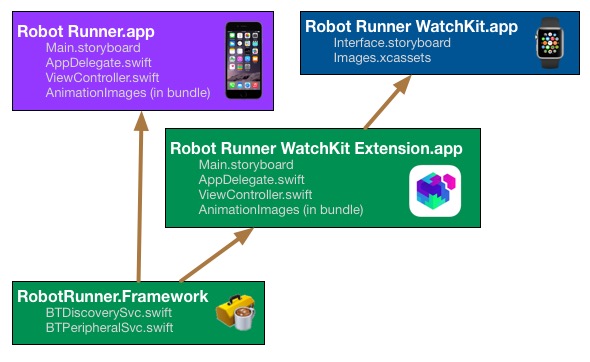 Robot Runner.app
Main.storyboard
AppDelegate.swift
ViewController.swift
AnimationImages (in bundle)
Robot Runner WatchKit.app
Interface.storyboard
Images.xcassets
Robot Runner WatchKit Extension.app
Main.storyboard
AppDelegate.swift
ViewController.swift
AnimationImages (in bundle)
RobotRunner.Framework
BTDiscoverySvc.swift
BTPeripheralSvc.swift